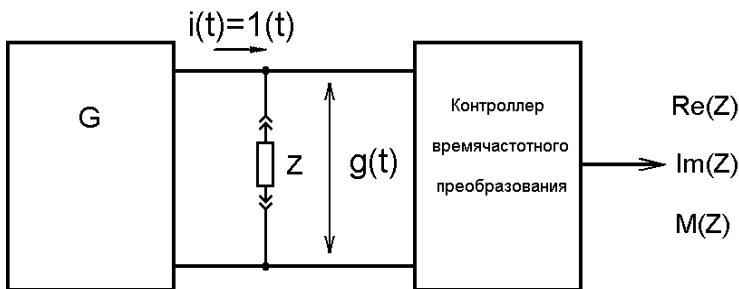 i(t)=1(t)
G
z
g(t)
Контроллер
времячастотного
преобразования
Re(Z)
Im(Z)
M(Z)